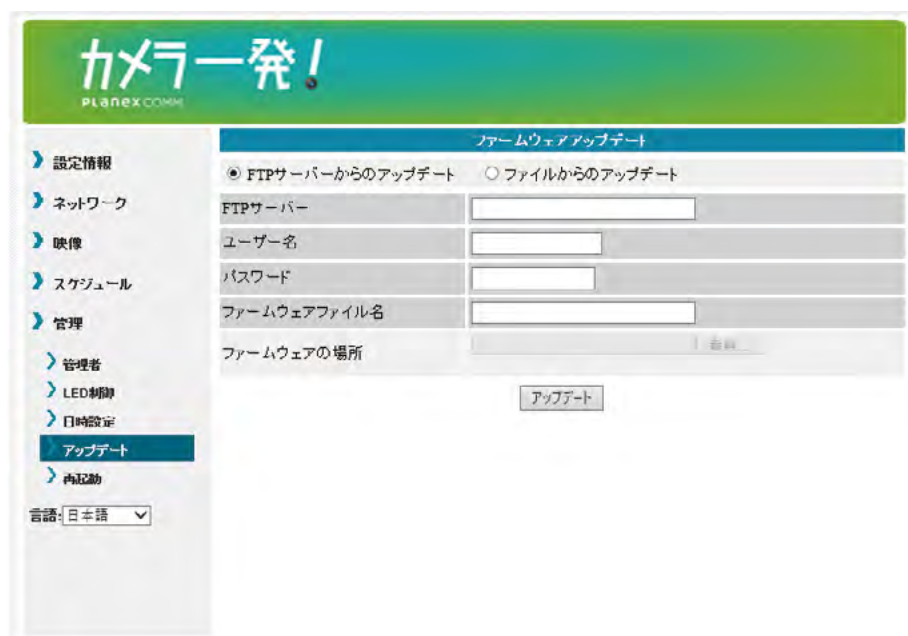 カメラ一発!
PLANEX COMM
設定情報
ネットワーク
映像
スケジュール
管理
管理者
LED制御
日時設定
アップデート
再起動
言語: 日本語
ファームウェアアップデート
FTPサーバーからのアップデート ファイルからのアップデート
FTPサーバー
ユーザー名
パスワード
ファームウェアファイル名
ファームウェアの場所
アップデート